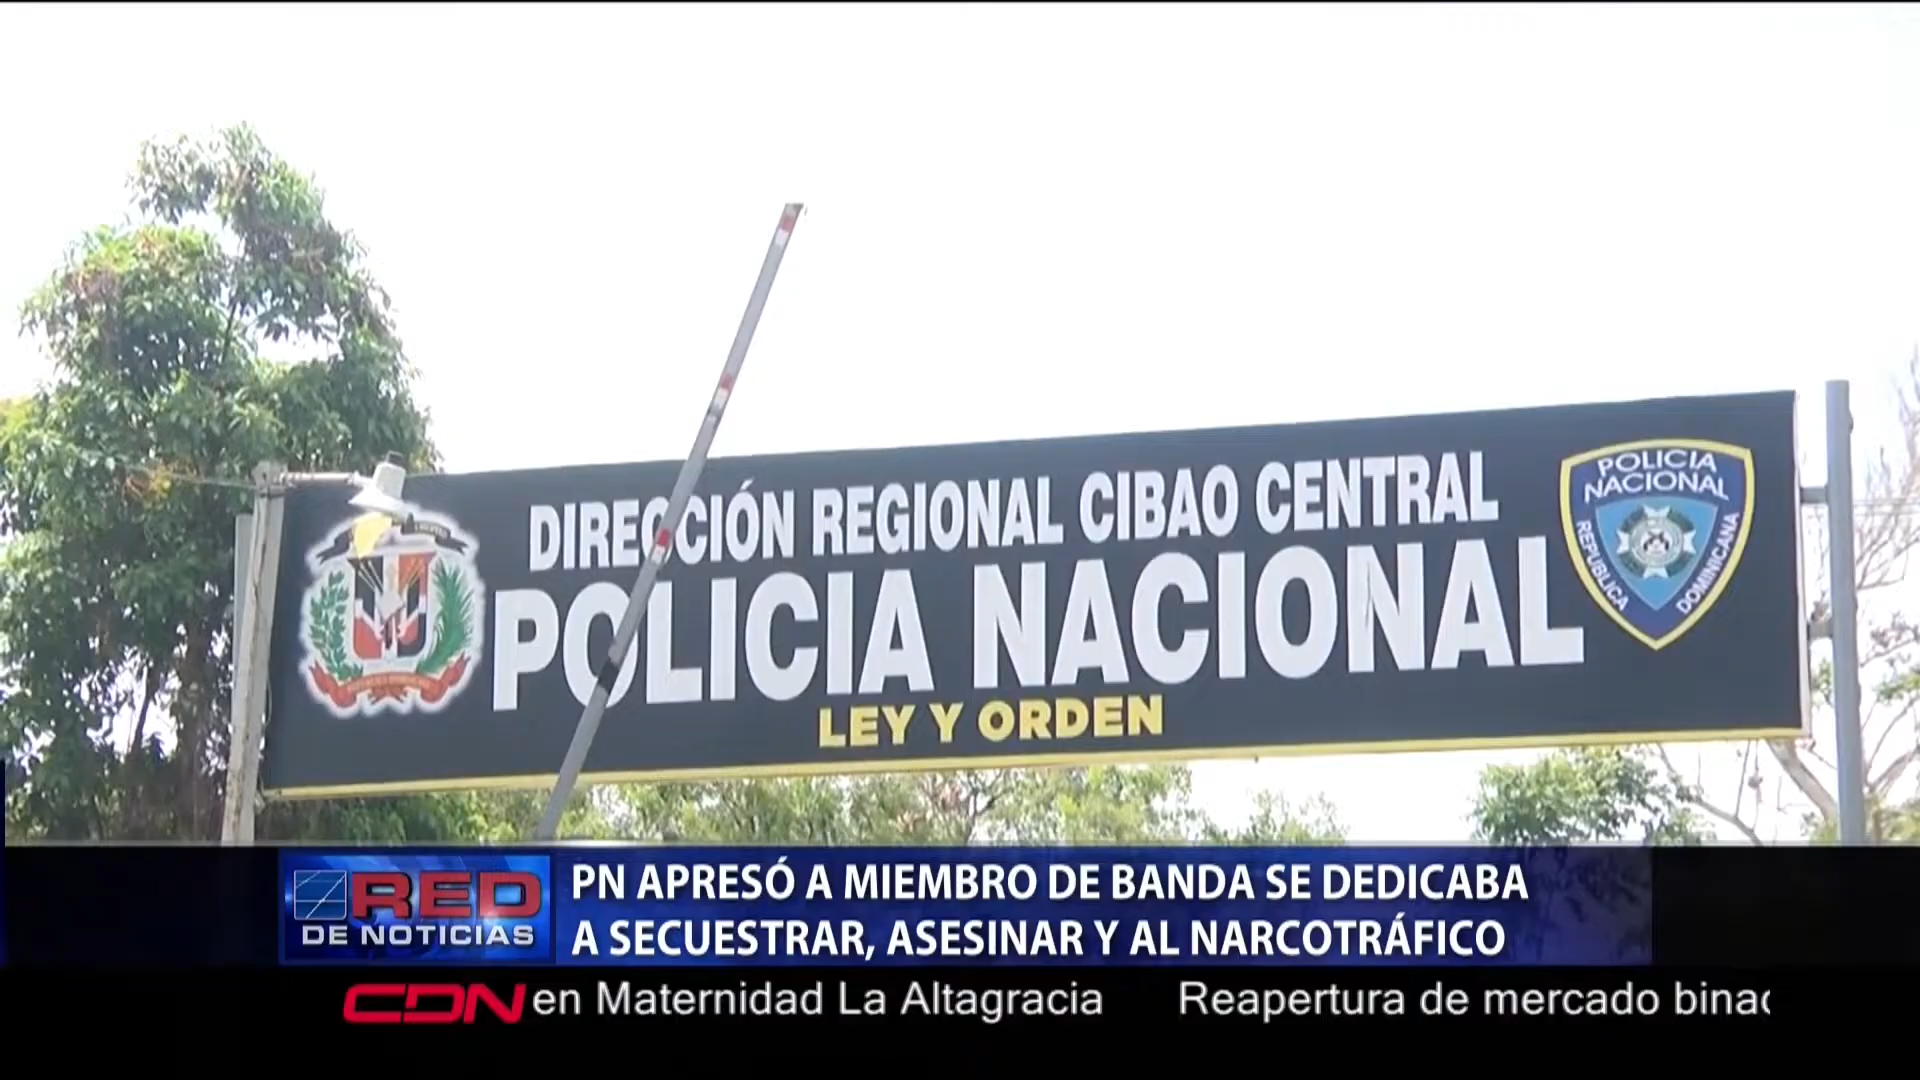 DIRECCIÓN REGIONAL CIBAO CENTRAL
POLICIA NACIONAL
LEY Y ORDEN
POLICIA
NACIONAL
REPUBLICA
DOMINICANA
RED
DE NOTICIAS
PN APRESÓ A MIEMBRO DE BANDA SE DEDICABA
A SECUESTRAR, ASESINAR Y AL NARCOTRÁFICO
CDN en Maternidad La Altagracia Reapertura de mercado binac